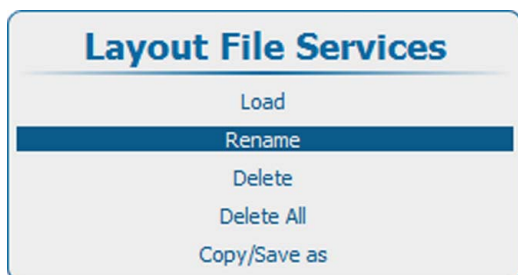 Layout File Services
Load
Rename
Delete
Delete All
Copy/Save as